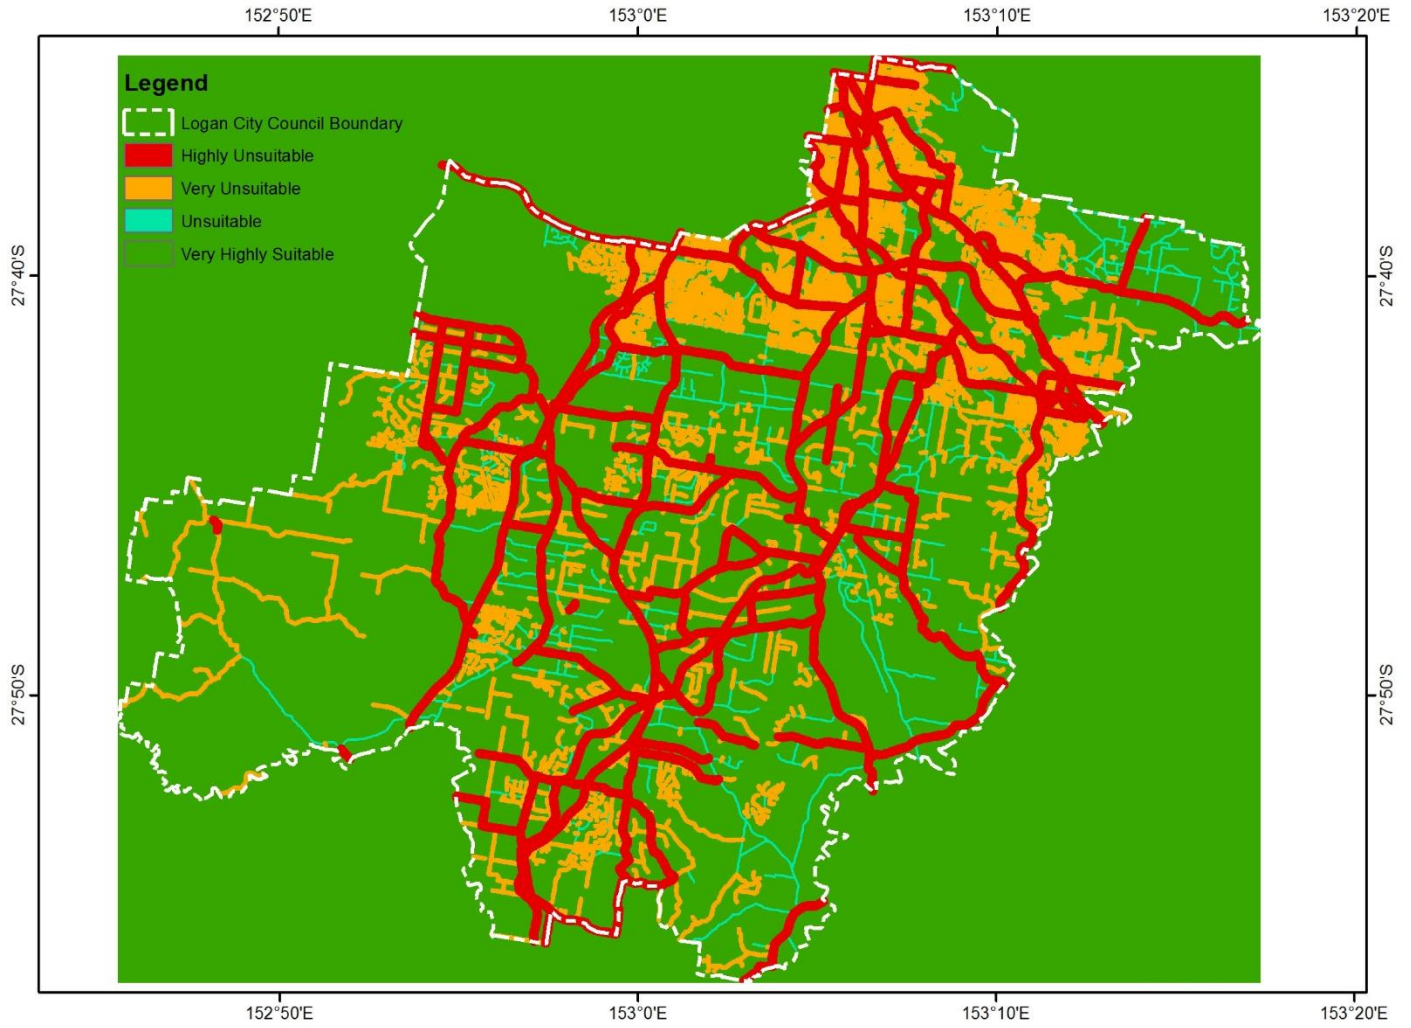 152°50'E 153°0'E 153°10'E 153°20'E
Legend
Logan City Council Boundary
Highly Unsuitable
Very Unsuitable
Unsuitable
Very Highly Suitable
27°40'S 27°40'S
27°50'S 27°50'S
152°50'E 153°0'E 153°10'E 153°20'E